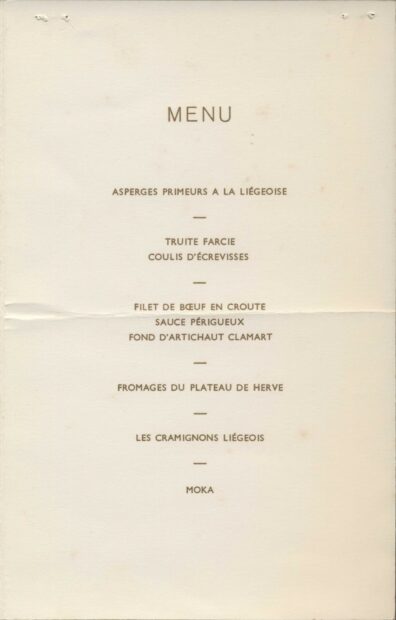 MENU
ASPERGES PRIMEURS A LA LIÉGEOISE
—
TRUITE FARCIE
COULIS D'ÉCREVISSES
—
FILET DE BŒUF EN CROUTE
SAUCE PÉRIGUEUX
FOND D'ARTICHAUT CLAMART
—
FROMAGES DU PLATEAU DE HERVE
—
LES CRAMIGNONS LIÉGEOIS
—
MOKA